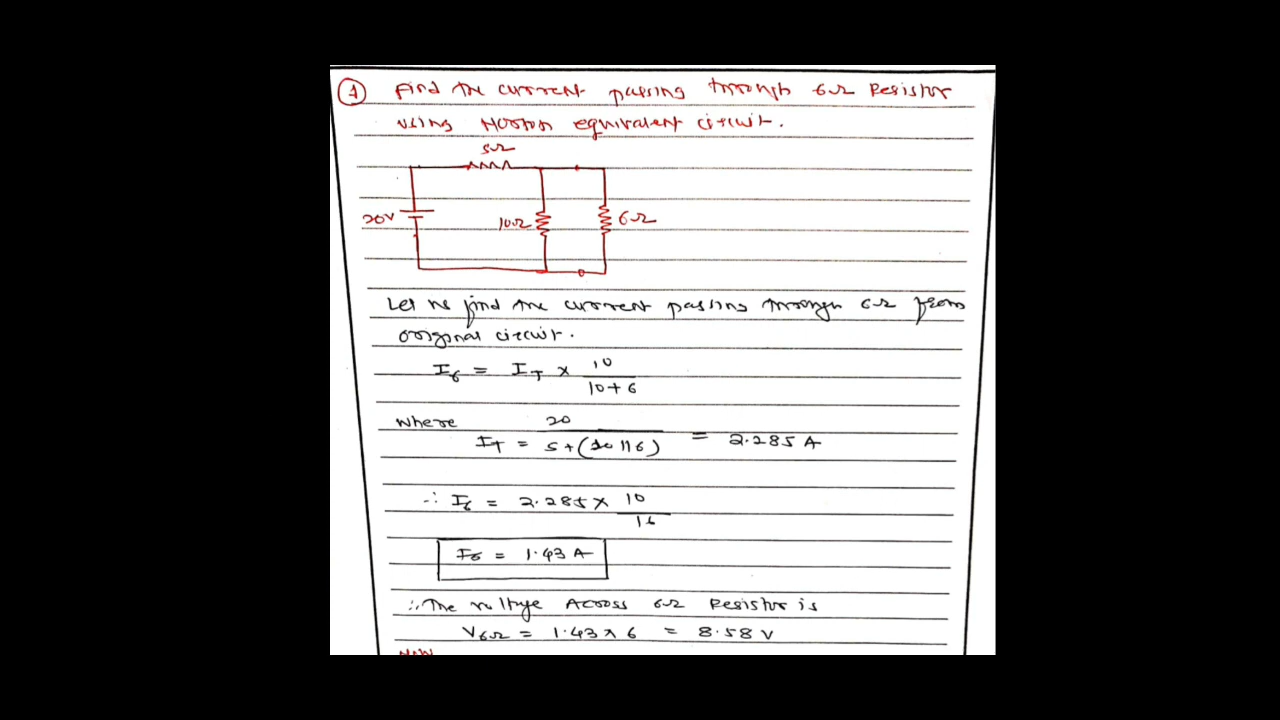 ① Find the current passing through 6Ω Resistor
using Norton equivalent circuit.
5Ω
20V
10Ω
6Ω
Let us find the current passing through 6Ω from
original circuit.
I6 = IT × 10/10+6
where
IT = 20/5+(10||6) = 2.285 A
∴ I6 = 2.285 × 10/16
I6 = 1.43 A
∴ The voltage Across 6Ω Resistor is
V6Ω = 1.43 × 6 = 8.58 V